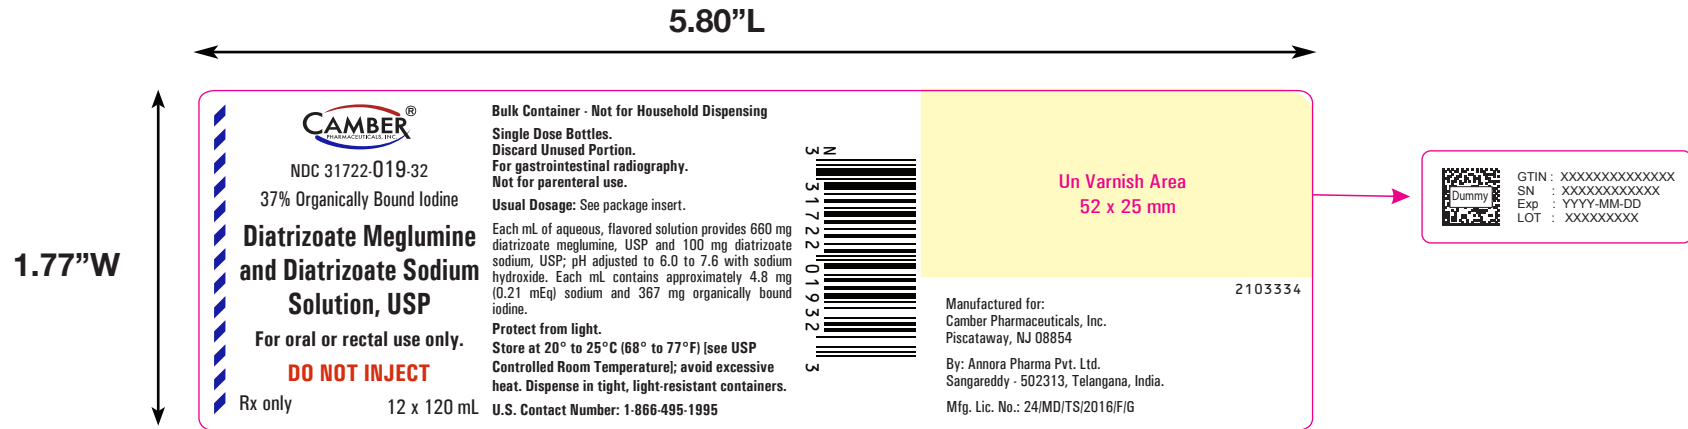 5.80”L
1.77”W
CAMBER®
PHARMACEUTICALS, INC.
NDC 31722-019-32
37% Organically Bound Iodine
Diatrizoate Meglumine
and Diatrizoate Sodium
Solution, USP
For oral or rectal use only.
DO NOT INJECT
Rx only 12 x 120 mL
Bulk Container - Not for Household Dispensing
Single Dose Bottles.
Discard Unused Portion.
For gastrointestinal radiography.
Not for parenteral use.
Usual Dosage: See package insert.
Each mL of aqueous, flavored solution provides 660 mg
diatrizoate meglumine, USP and 100 mg diatrizoate
sodium, USP; pH adjusted to 6.0 to 7.6 with sodium
hydroxide. Each mL contains approximately 4.8 mg
(0.21 mEq) sodium and 367 mg organically bound
iodine.
Protect from light.
Store at 20° to 25°C (68° to 77°F) [see USP
Controlled Room Temperature]; avoid excessive
heat. Dispense in tight, light-resistant containers.
U.S. Contact Number: 1-866-495-1995
N
3 31722 01932 3
Un Varnish Area
52 x 25 mm
2103334
Manufactured for:
Camber Pharmaceuticals, Inc.
Piscataway, NJ 08854
By: Annora Pharma Pvt. Ltd.
Sangareddy - 502313, Telangana, India.
Mfg. Lic. No.: 24/MD/TS/2016/F/G
Dummy
GTIN : XXXXXXXXXXXXXX
SN : XXXXXXXXXXXX
Exp : YYYY-MM-DD
LOT : XXXXXXXXX